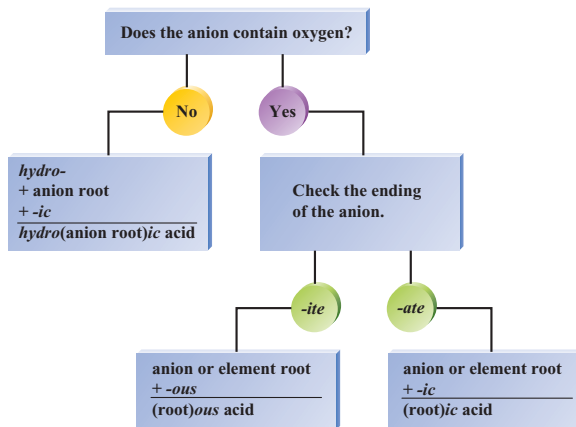 Does the anion contain oxygen?
No
Yes
hydro-
+ anion root
+ -ic
hydro(anion root)ic acid
Check the ending
of the anion.
-ite
-ate
anion or element root
+ -ous
(root)ous acid
anion or element root
+ -ic
(root)ic acid